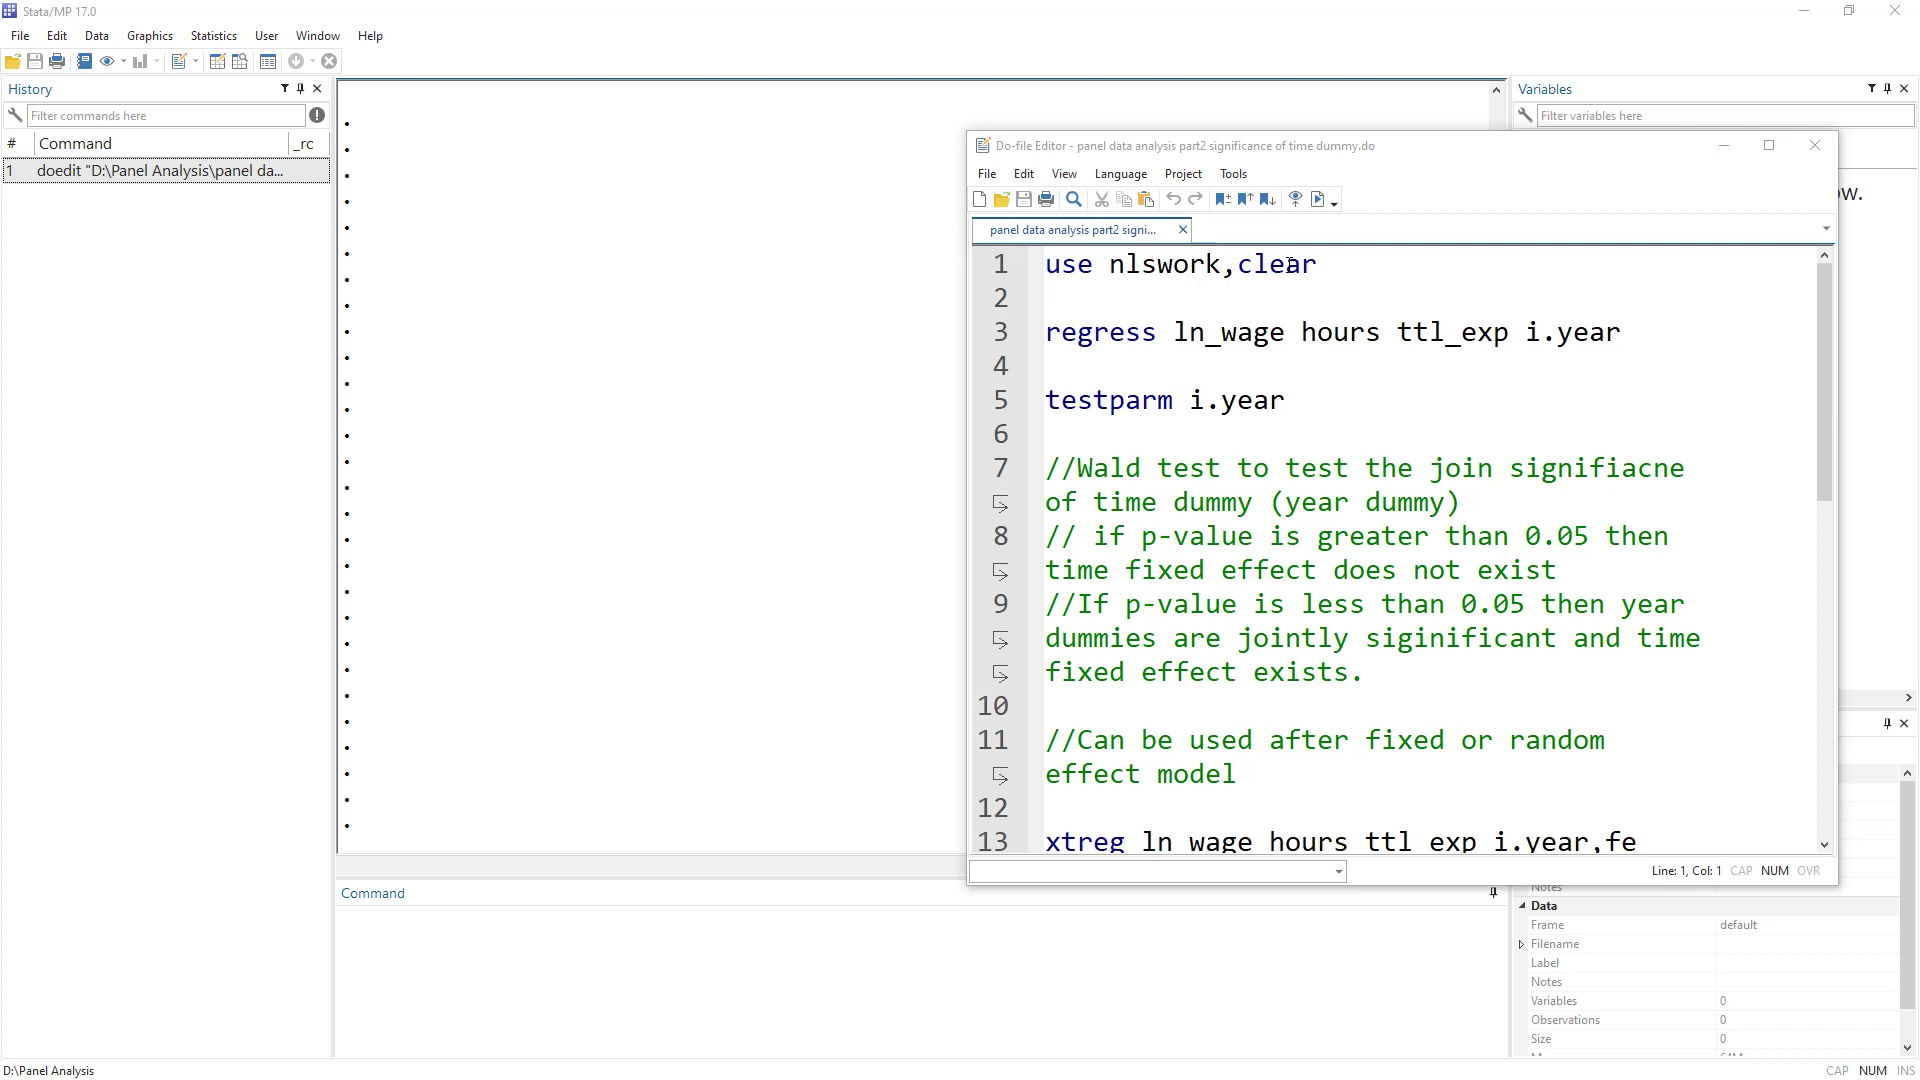 Stata/MP 17.0
File Edit Data Graphics Statistics User Window Help
History
Filter commands here
# Command _rc
1 doedit "D:\Panel Analysis\panel da...
Variables
Filter variables here
ow.
Do-file Editor - panel data analysis part2 significance of time dummy.do
File Edit View Language Project Tools
panel data analysis part2 signi...
1 use nlswork,clear
2
3 regress ln_wage hours ttl_exp i.year
4
5 testparm i.year
6
7 //Wald test to test the join signifiacne
of time dummy (year dummy)
8 // if p-value is greater than 0.05 then
time fixed effect does not exist
9 //If p-value is less than 0.05 then year
dummies are jointly siginificant and time
fixed effect exists.
10
11 //Can be used after fixed or random
effect model
12
13 xtreg ln_wage hours ttl_exp i.year,fe
Line: 1, Col: 1 CAP NUM OVR
Command
Notes
Data
Frame default
Filename
Label
Notes
Variables 0
Observations 0
Size 0
64M
D:\Panel Analysis
CAP NUM INS